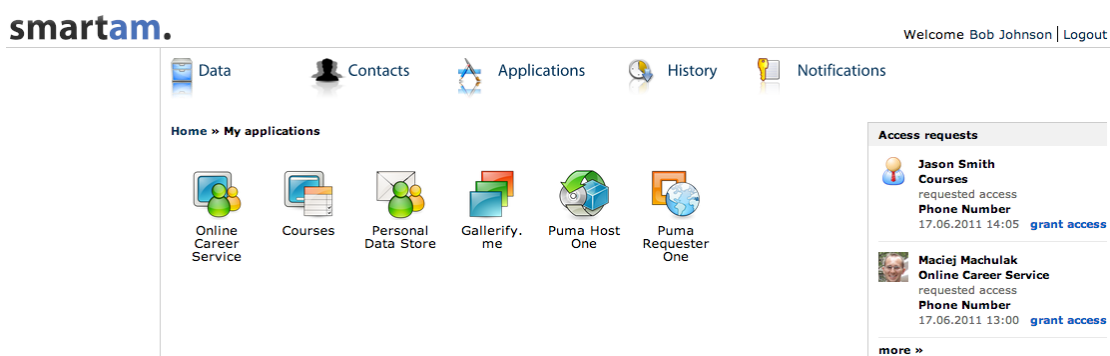 smartam.
Welcome Bob Johnson | Logout
Data
Contacts
Applications
History
Notifications
Home » My applications
Online
Career
Service
Courses
Personal
Data Store
Gallerify.
me
Puma Host
One
Puma
Requester
One
Access requests
Jason Smith
Courses
requested access
Phone Number
17.06.2011 14:05 grant access
Maciej Machulak
Online Career Service
requested access
Phone Number
17.06.2011 13:00 grant access
more »